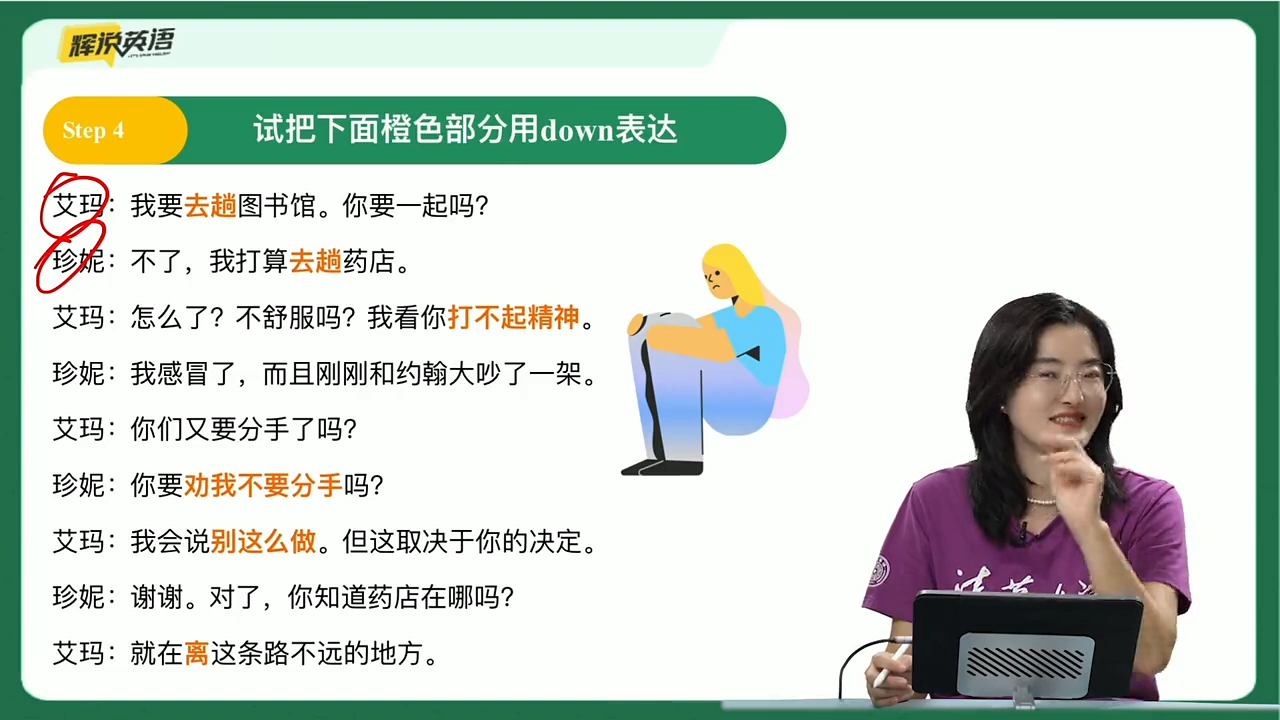 辉说英语
Step 4
试把下面橙色部分用down表达
艾玛：我要去趟图书馆。你要一起吗？
珍妮：不了，我打算去趟药店。
艾玛：怎么了？不舒服吗？我看你打不起精神。
珍妮：我感冒了，而且刚刚和约翰大吵了一架。
艾玛：你们又要分手了吗？
珍妮：你要劝我不要分手吗？
艾玛：我会说别这么做。但这取决于你的决定。
珍妮：谢谢。对了，你知道药店在哪吗？
艾玛：就在离这条路不远的地方。